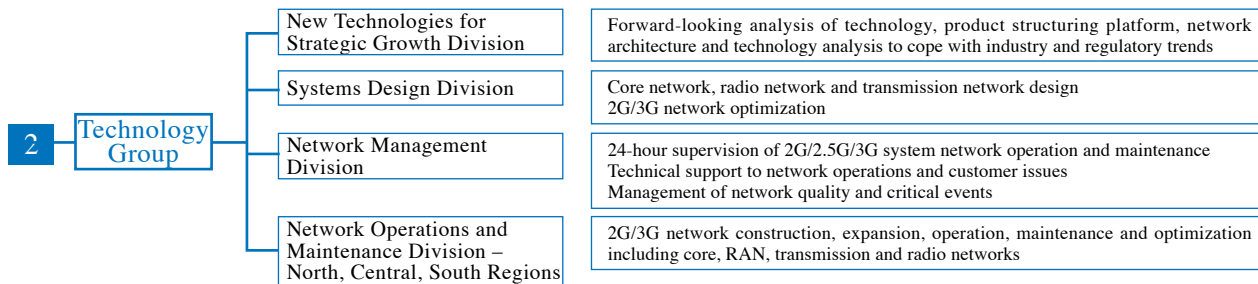 2
Technology
Group
New Technologies for
Strategic Growth Division
Forward-looking analysis of technology, product structuring platform, network
architecture and technology analysis to cope with industry and regulatory trends
Systems Design Division
Core network, radio network and transmission network design
2G/3G network optimization
Network Management
Division
24-hour supervision of 2G/2.5G/3G system network operation and maintenance
Technical support to network operations and customer issues
Management of network quality and critical events
Network Operations and
Maintenance Division –
North, Central, South Regions
2G/3G network construction, expansion, operation, maintenance and optimization
including core, RAN, transmission and radio networks